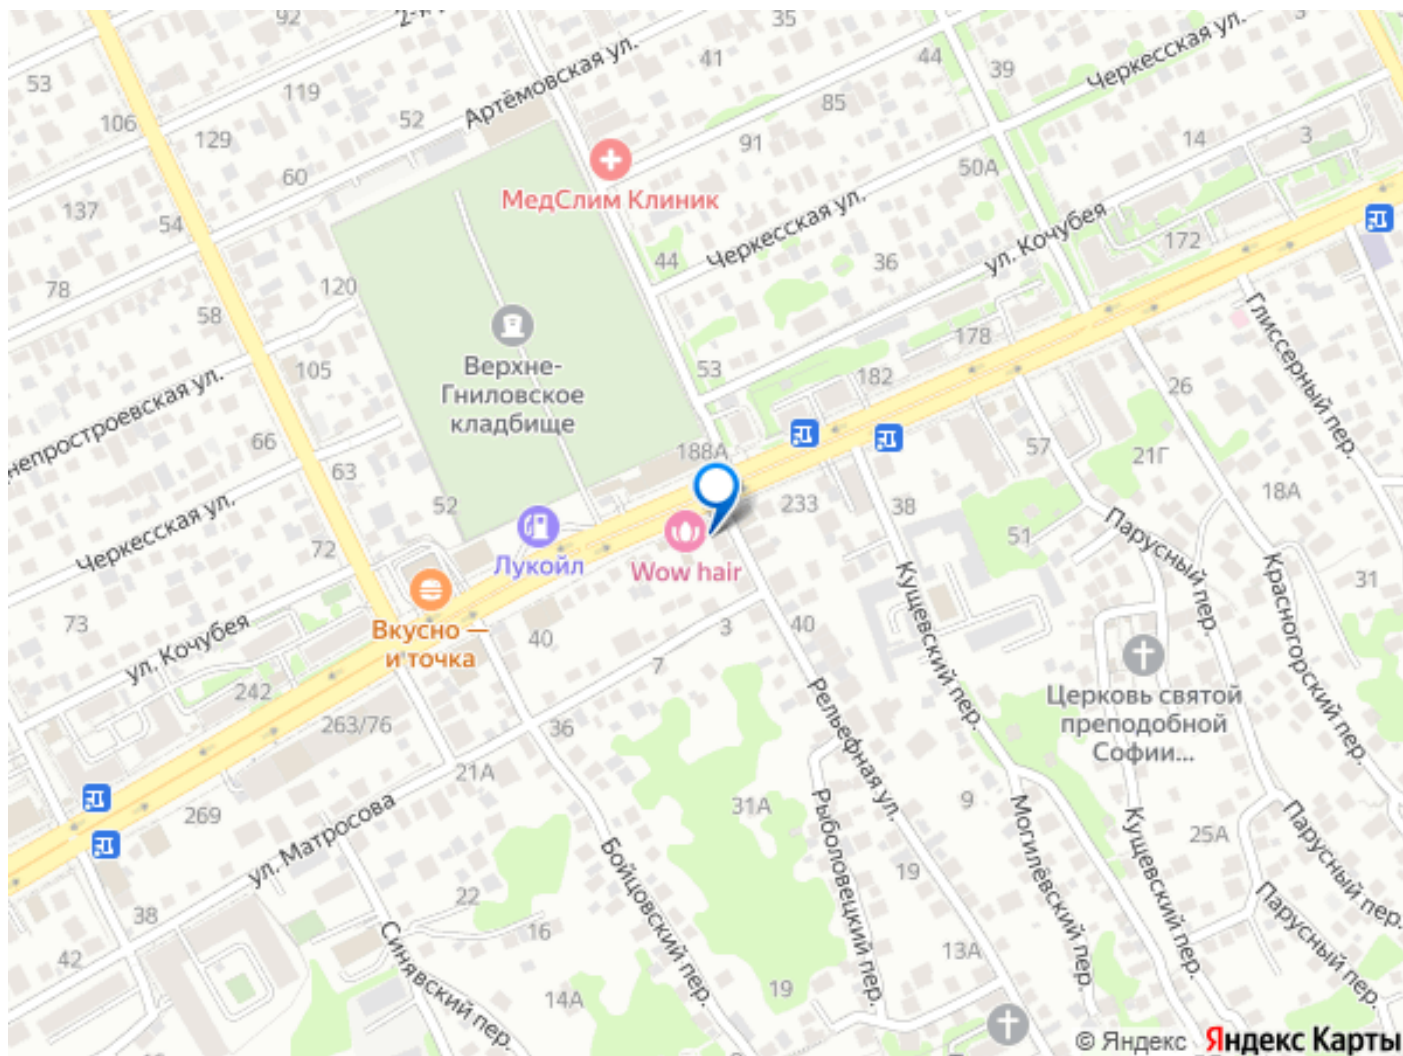 92
35
53
119
106
129
52
Артёмовская ул.
41
44
39
Черкесская ул.
85
91
14
3
50А
60
137
54
МедСлим Клиник
Черкесская ул.
44
36
ул. Кочубея
172
78
120
58
Верхне-
Гниловское
кладбище
105
53
178
182
26
Глиссерный пер.
66
63
188А
57
21Г
Черкесская ул.
52
72
233
38
51
18А
Лукойл
Wow hair
Парусный пер.
Кущевский пер.
Красногорский пер.
31
73
ул. Кочубея
Вкусно —
и точка
40
3
40
7
242
263/76
36
Рельефная ул.
Церковь святой
преподобной
Софии...
21А
269
ул. Матросова
31А
9
Рыболовецкий пер.
Могилёвский пер
Кущевский пер.
25А
Парусный пер.
Парусный пер.
Бойцовский пер.
19
22
16
38
42
Синявский пер.
14А
19
13А
© Яндекс Яндекс Карты